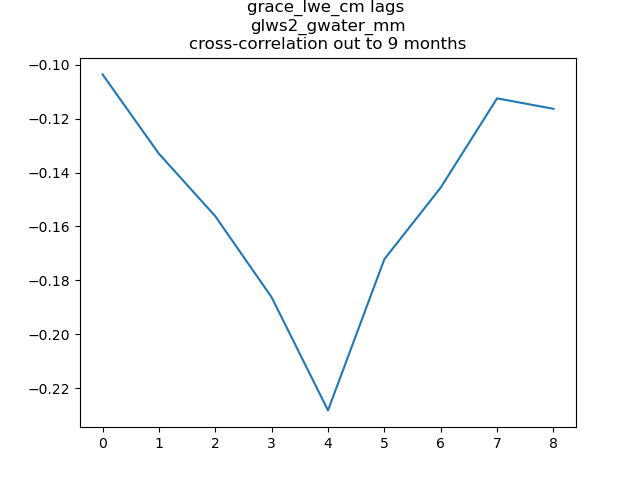 grace_lwe_cm lags
glws2_gwater_mm
cross-correlation out to 9 months
−0.10
−0.12
−0.14
−0.16
−0.18
−0.20
−0.22
0 1 2 3 4 5 6 7 8